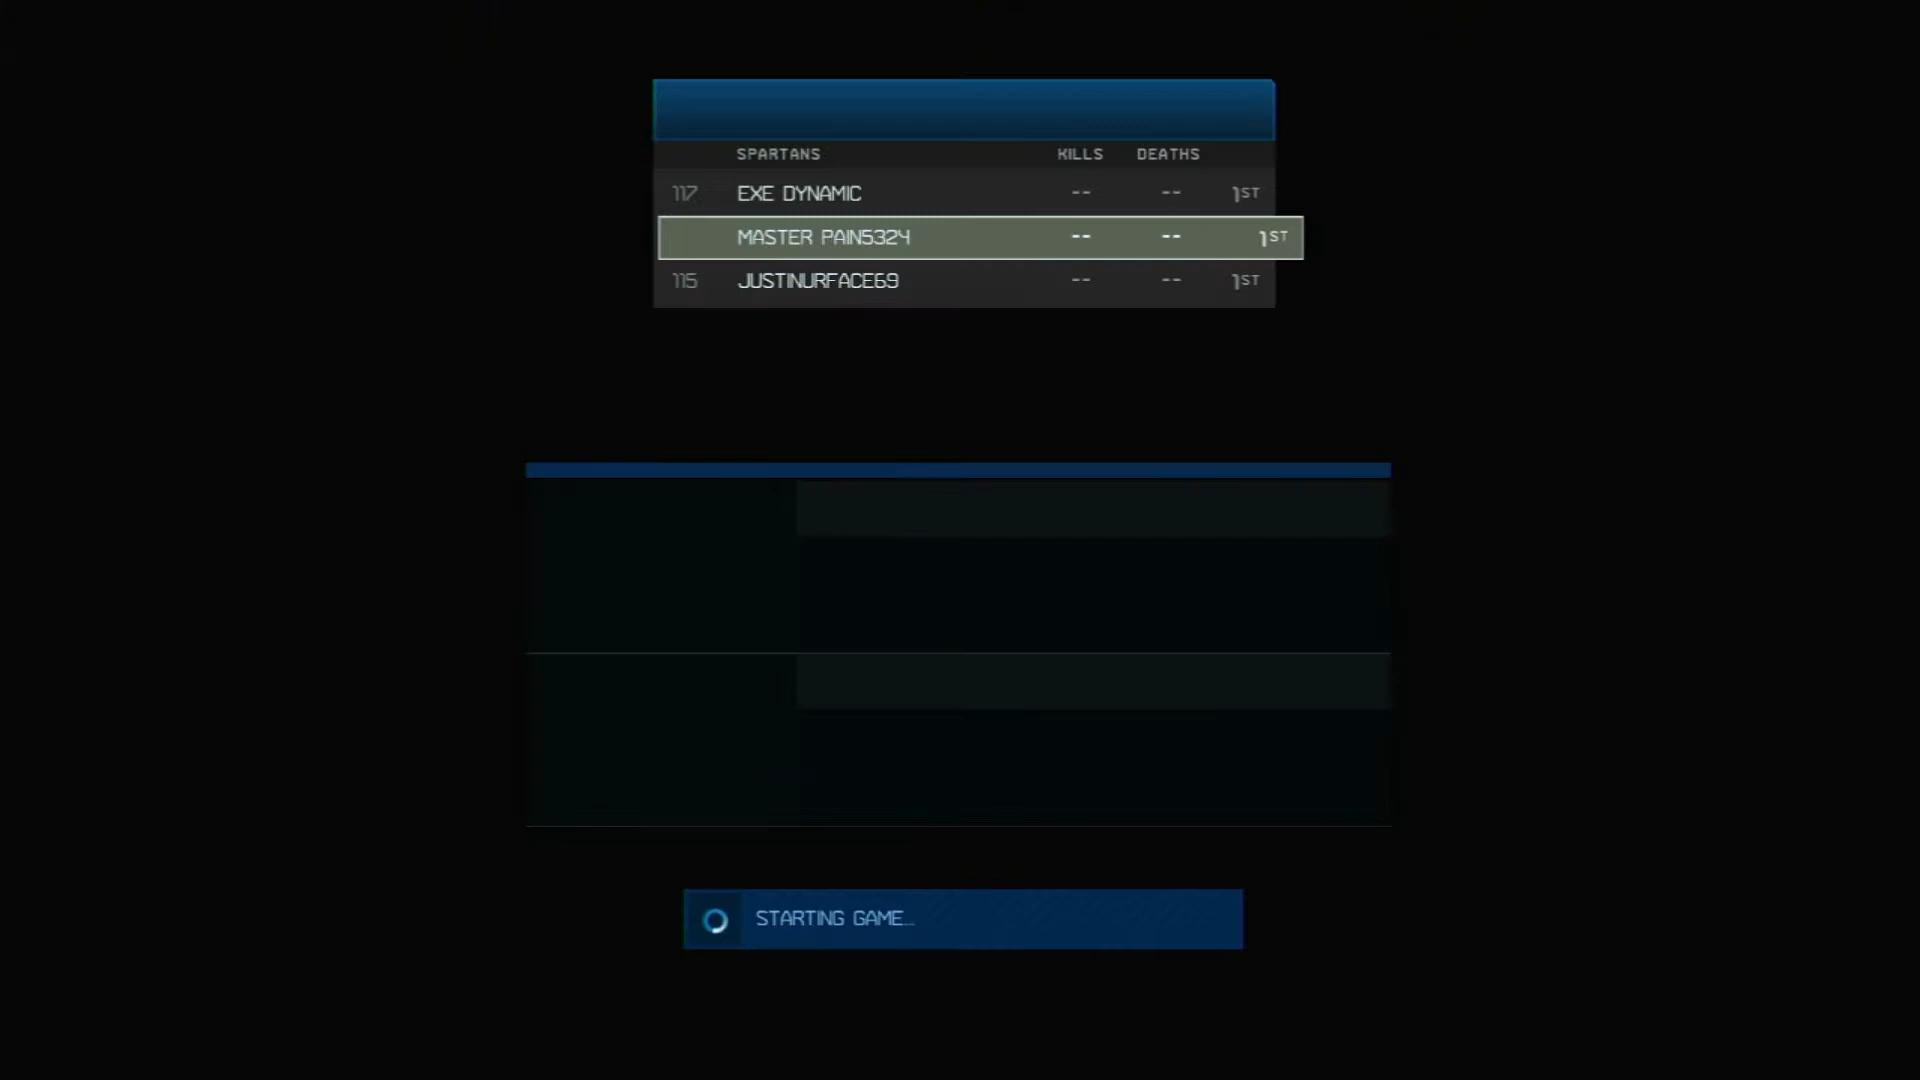 SPARTANS KILLS DEATHS
117 EXE DYNAMIC -- -- 1ST
MASTER PAIN5324 -- -- 1ST
115 JUSTINURFACE69 -- -- 1ST
STARTING GAME...